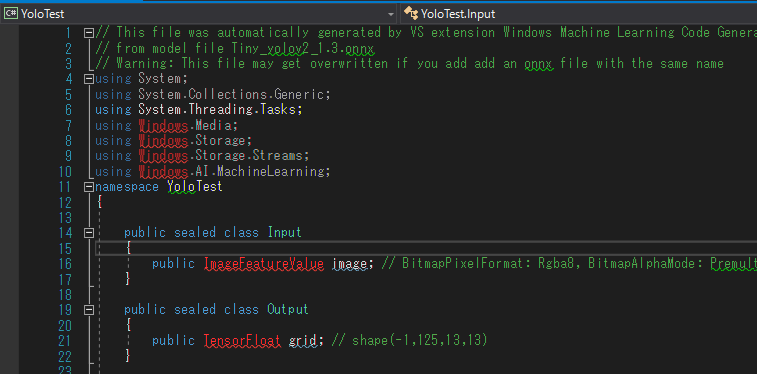 C# YoloTest YoloTest.Input
1 // This file was automatically generated by VS extension Windows Machine Learning Code Genera
2 // from model file Tiny_yolov2_1.3.onnx
3 // Warning: This file may get overwritten if you add add an onnx file with the same name
4 using System;
5 using System.Collections.Generic;
6 using System.Threading.Tasks;
7 using Windows.Media;
8 using Windows.Storage;
9 using Windows.Storage.Streams;
10 using Windows.AI.MachineLearning;
11 namespace YoloTest
12 {
13
14 public sealed class Input
15 {
16 public ImageFeatureValue image; // BitmapPixelFormat: Rgba8, BitmapAlphaMode: Premult
17 }
18
19 public sealed class Output
20 {
21 public TensorFloat grid; // shape(-1,125,13,13)
22 }
23